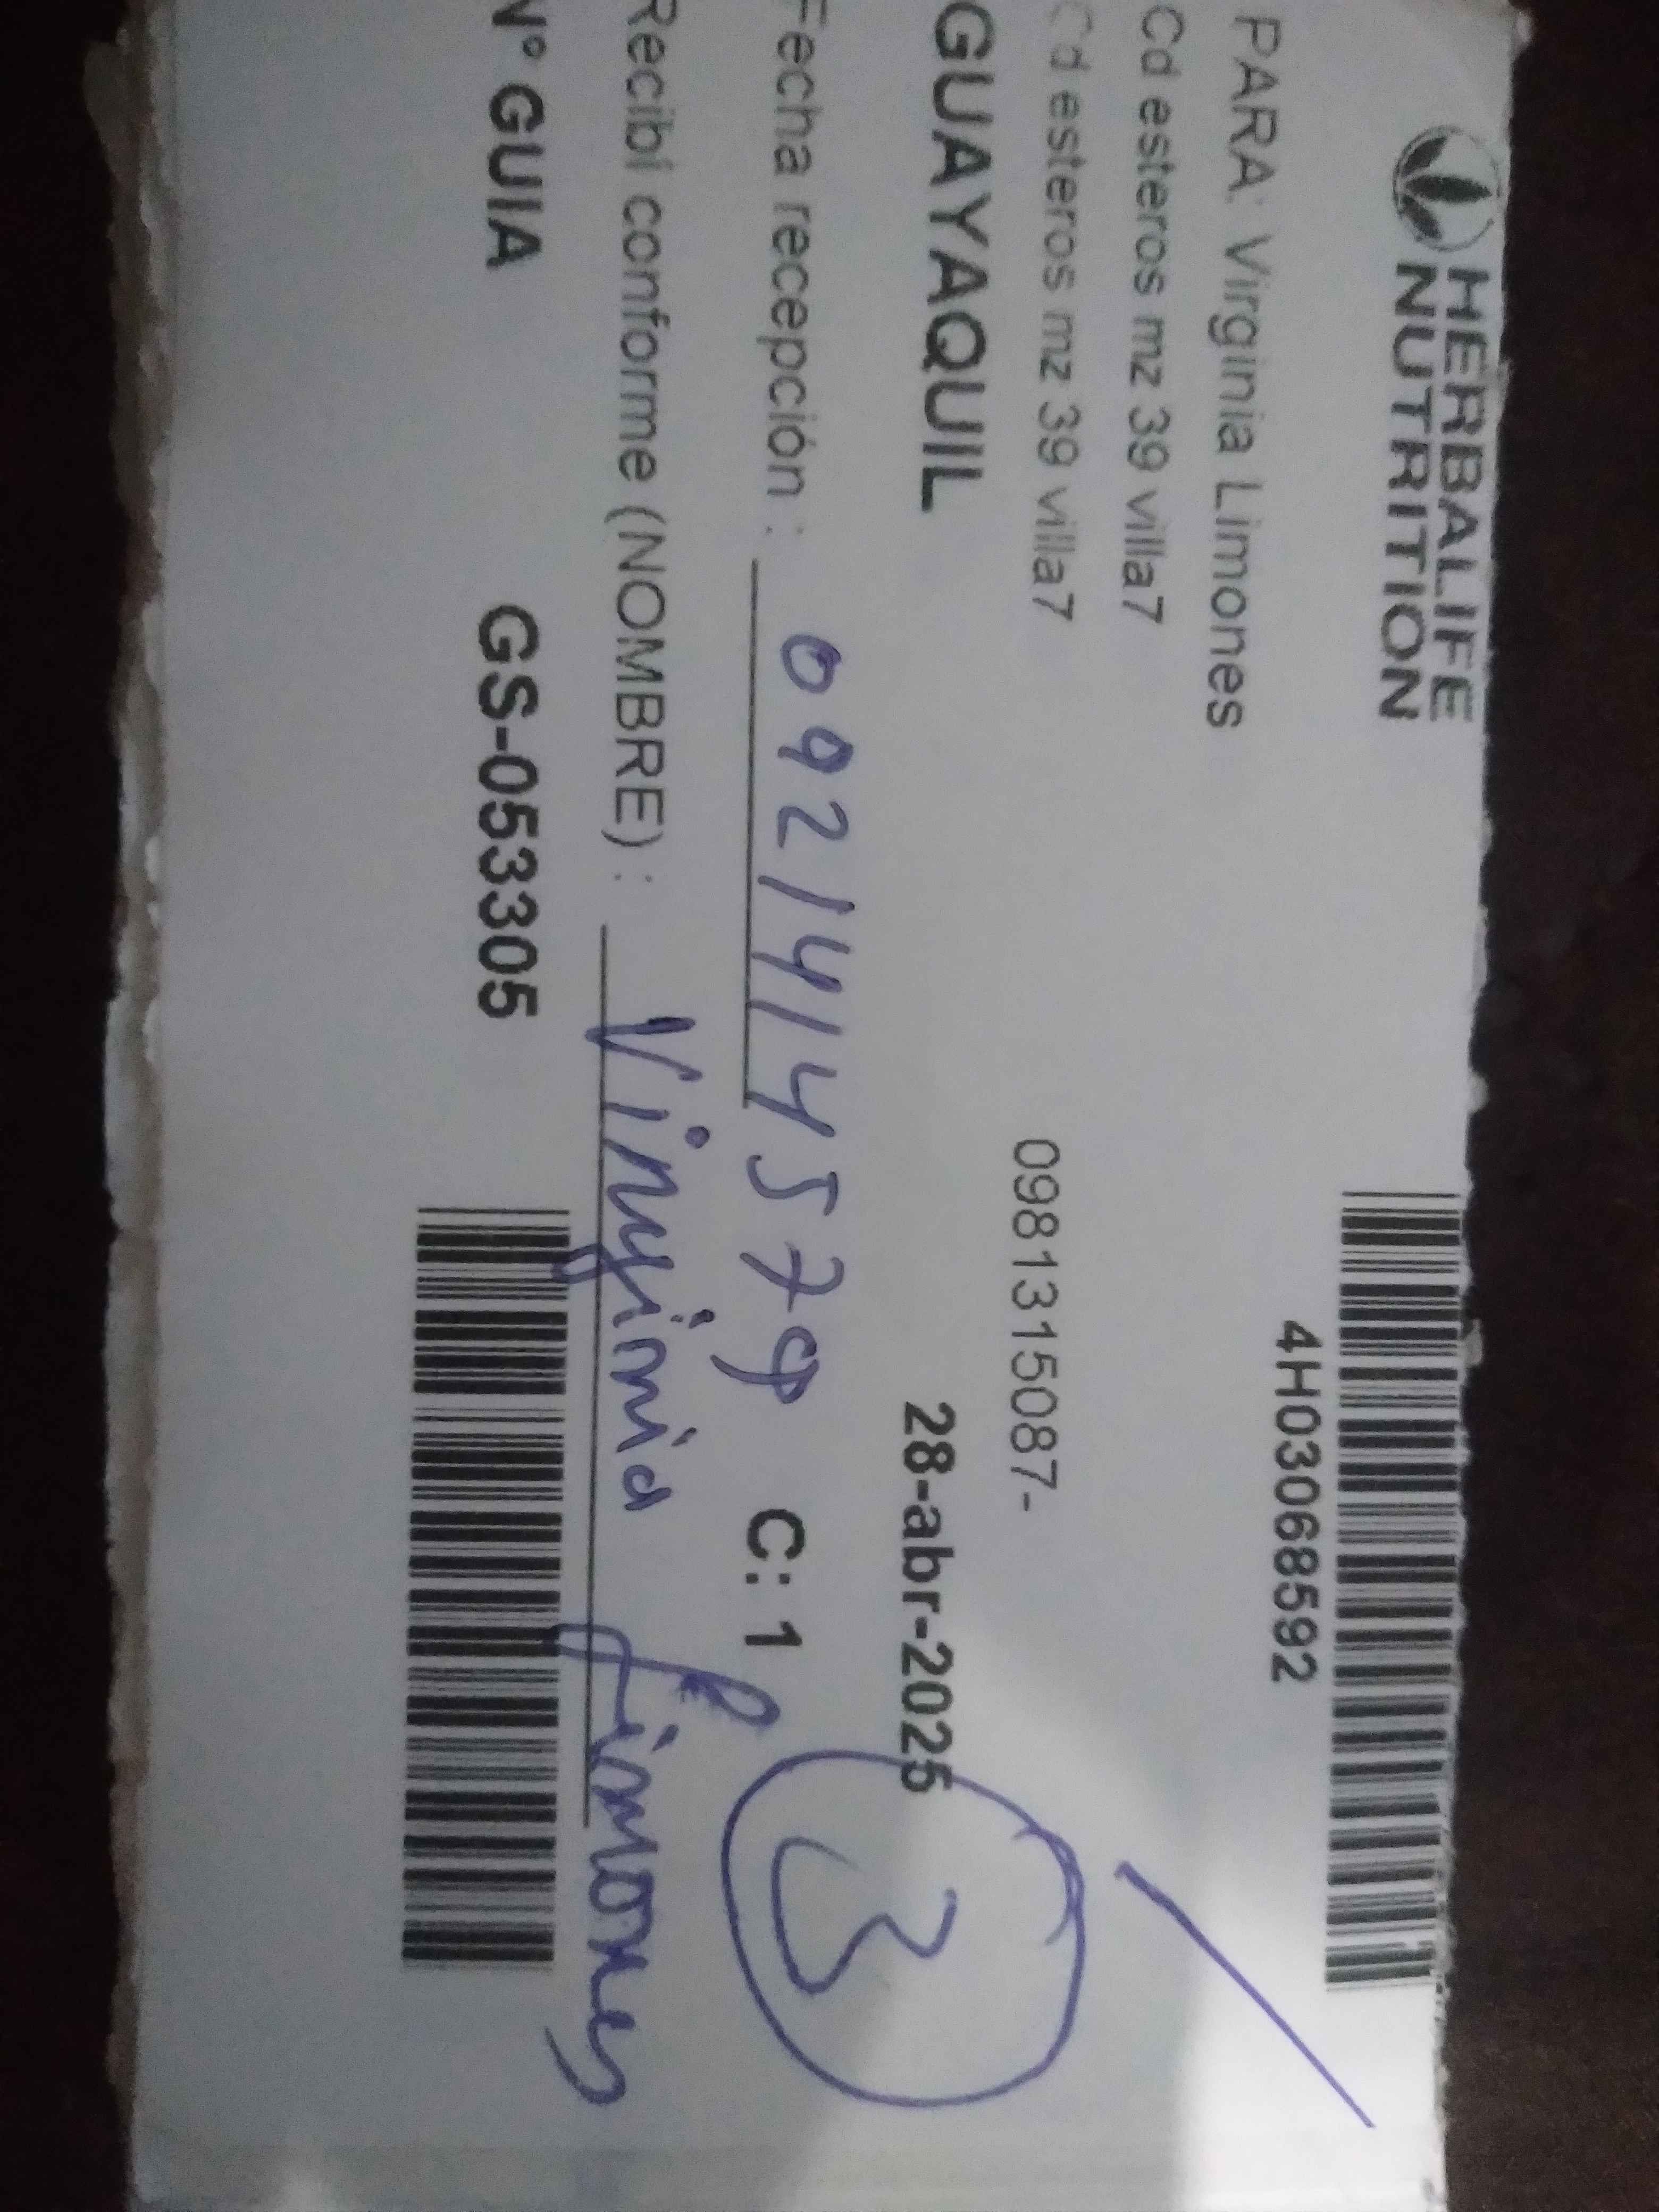 HERBALIFE
NUTRITION
4H03068592
PARA: Virginia Limones
Cd esteros mz 39 villa7
Cd esteros mz 39 villa7
0981315087-
GUAYAQUIL 28-abr-2025
3
Fecha recepción : 0921414579 C: 1
Recibí conforme (NOMBRE) : Virginia Limones
N° GUIA GS-053305